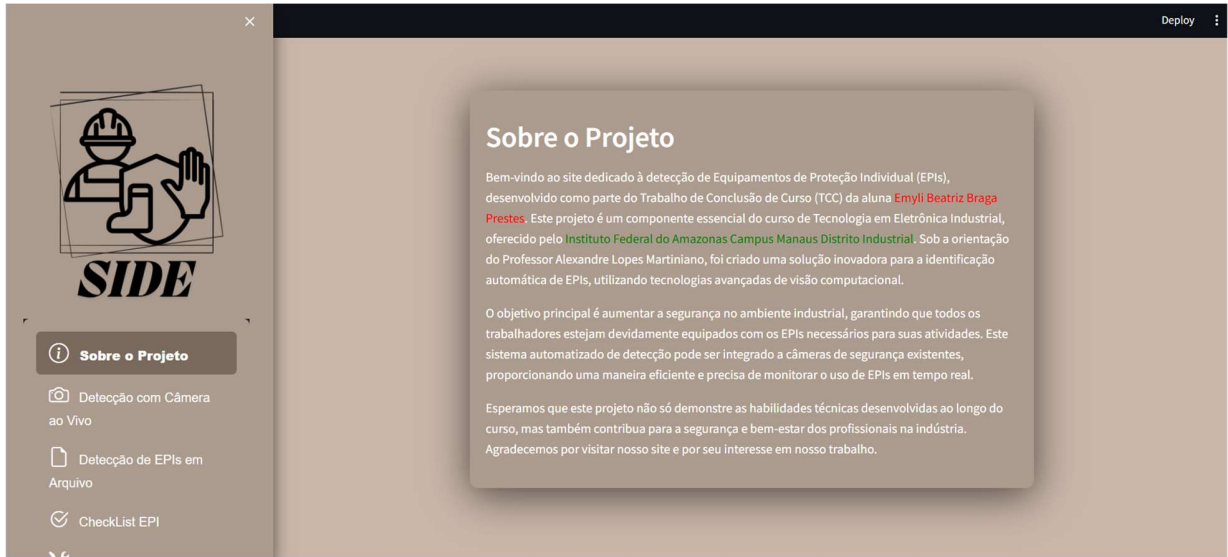 Deploy
SIDE
Sobre o Projeto
Detecção com Câmera
ao Vivo
Detecção de EPIs em
Arquivo
CheckList EPI
Sobre o Projeto
Bem-vindo ao site dedicado à detecção de Equipamentos de Proteção Individual (EPIs),
desenvolvido como parte do Trabalho de Conclusão de Curso (TCC) da aluna Emyli Beatriz Braga
Prestes. Este projeto é um componente essencial do curso de Tecnologia em Eletrônica Industrial,
oferecido pelo Instituto Federal do Amazonas Campus Manaus Distrito Industrial. Sob a orientação
do Professor Alexandre Lopes Martiniano, foi criado uma solução inovadora para a identificação
automática de EPIs, utilizando tecnologias avançadas de visão computacional.
O objetivo principal é aumentar a segurança no ambiente industrial, garantindo que todos os
trabalhadores estejam devidamente equipados com os EPIs necessários para suas atividades. Este
sistema automatizado de detecção pode ser integrado a câmeras de segurança existentes,
proporcionando uma maneira eficiente e precisa de monitorar o uso de EPIs em tempo real.
Esperamos que este projeto não só demonstre as habilidades técnicas desenvolvidas ao longo do
curso, mas também contribua para a segurança e bem-estar dos profissionais na indústria.
Agradecemos por visitar nosso site e por seu interesse em nosso trabalho.